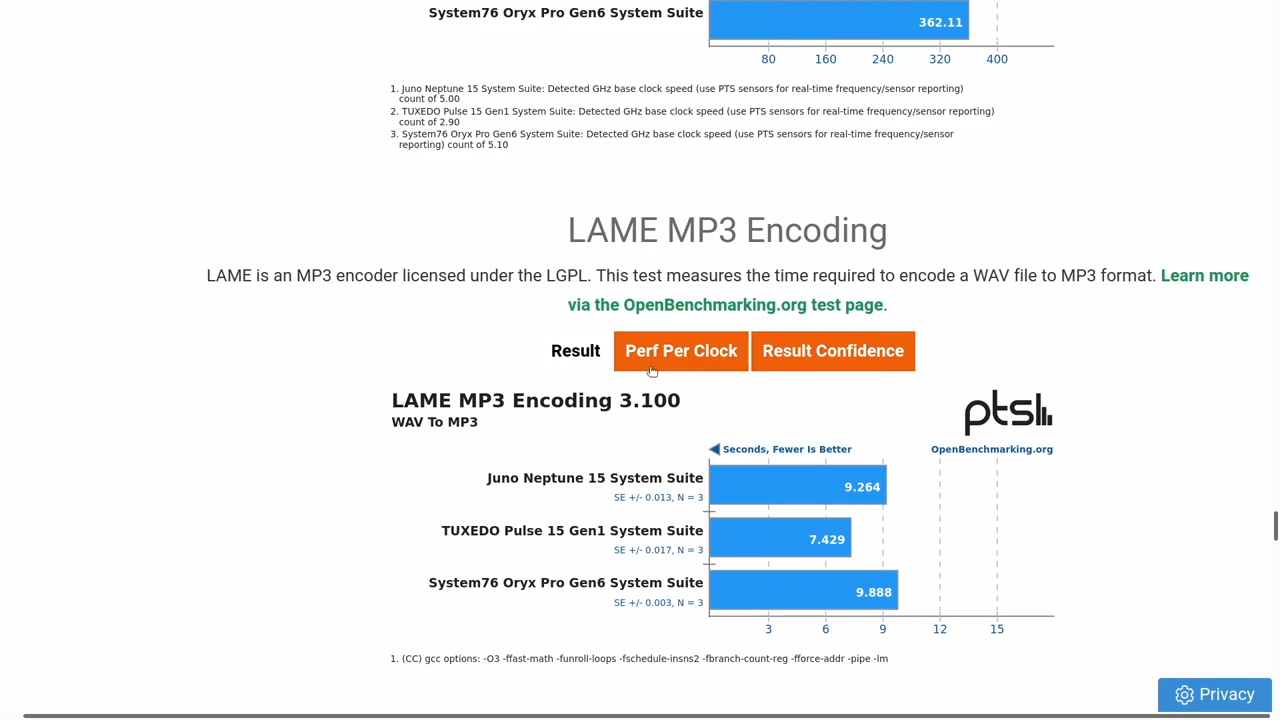 System76 Oryx Pro Gen6 System Suite
362.11
80 160 240 320 400
1. Juno Neptune 15 System Suite: Detected GHz base clock speed (use PTS sensors for real-time frequency/sensor reporting)
count of 5.00
2. TUXEDO Pulse 15 Gen1 System Suite: Detected GHz base clock speed (use PTS sensors for real-time frequency/sensor reporting)
count of 2.90
3. System76 Oryx Pro Gen6 System Suite: Detected GHz base clock speed (use PTS sensors for real-time frequency/sensor
reporting) count of 5.10
LAME MP3 Encoding
LAME is an MP3 encoder licensed under the LGPL. This test measures the time required to encode a WAV file to MP3 format. Learn more
via the OpenBenchmarking.org test page.
Result Perf Per Clock Result Confidence
LAME MP3 Encoding 3.100
WAV To MP3
ptsl
Seconds, Fewer Is Better OpenBenchmarking.org
Juno Neptune 15 System Suite
9.264
SE +/- 0.013, N = 3
TUXEDO Pulse 15 Gen1 System Suite
7.429
SE +/- 0.017, N = 3
System76 Oryx Pro Gen6 System Suite
9.888
SE +/- 0.003, N = 3
3 6 9 12 15
1. (CC) gcc options: -O3 -ffast-math -funroll-loops -fschedule-insns2 -fbranch-count-reg -fforce-addr -pipe -lm
Privacy